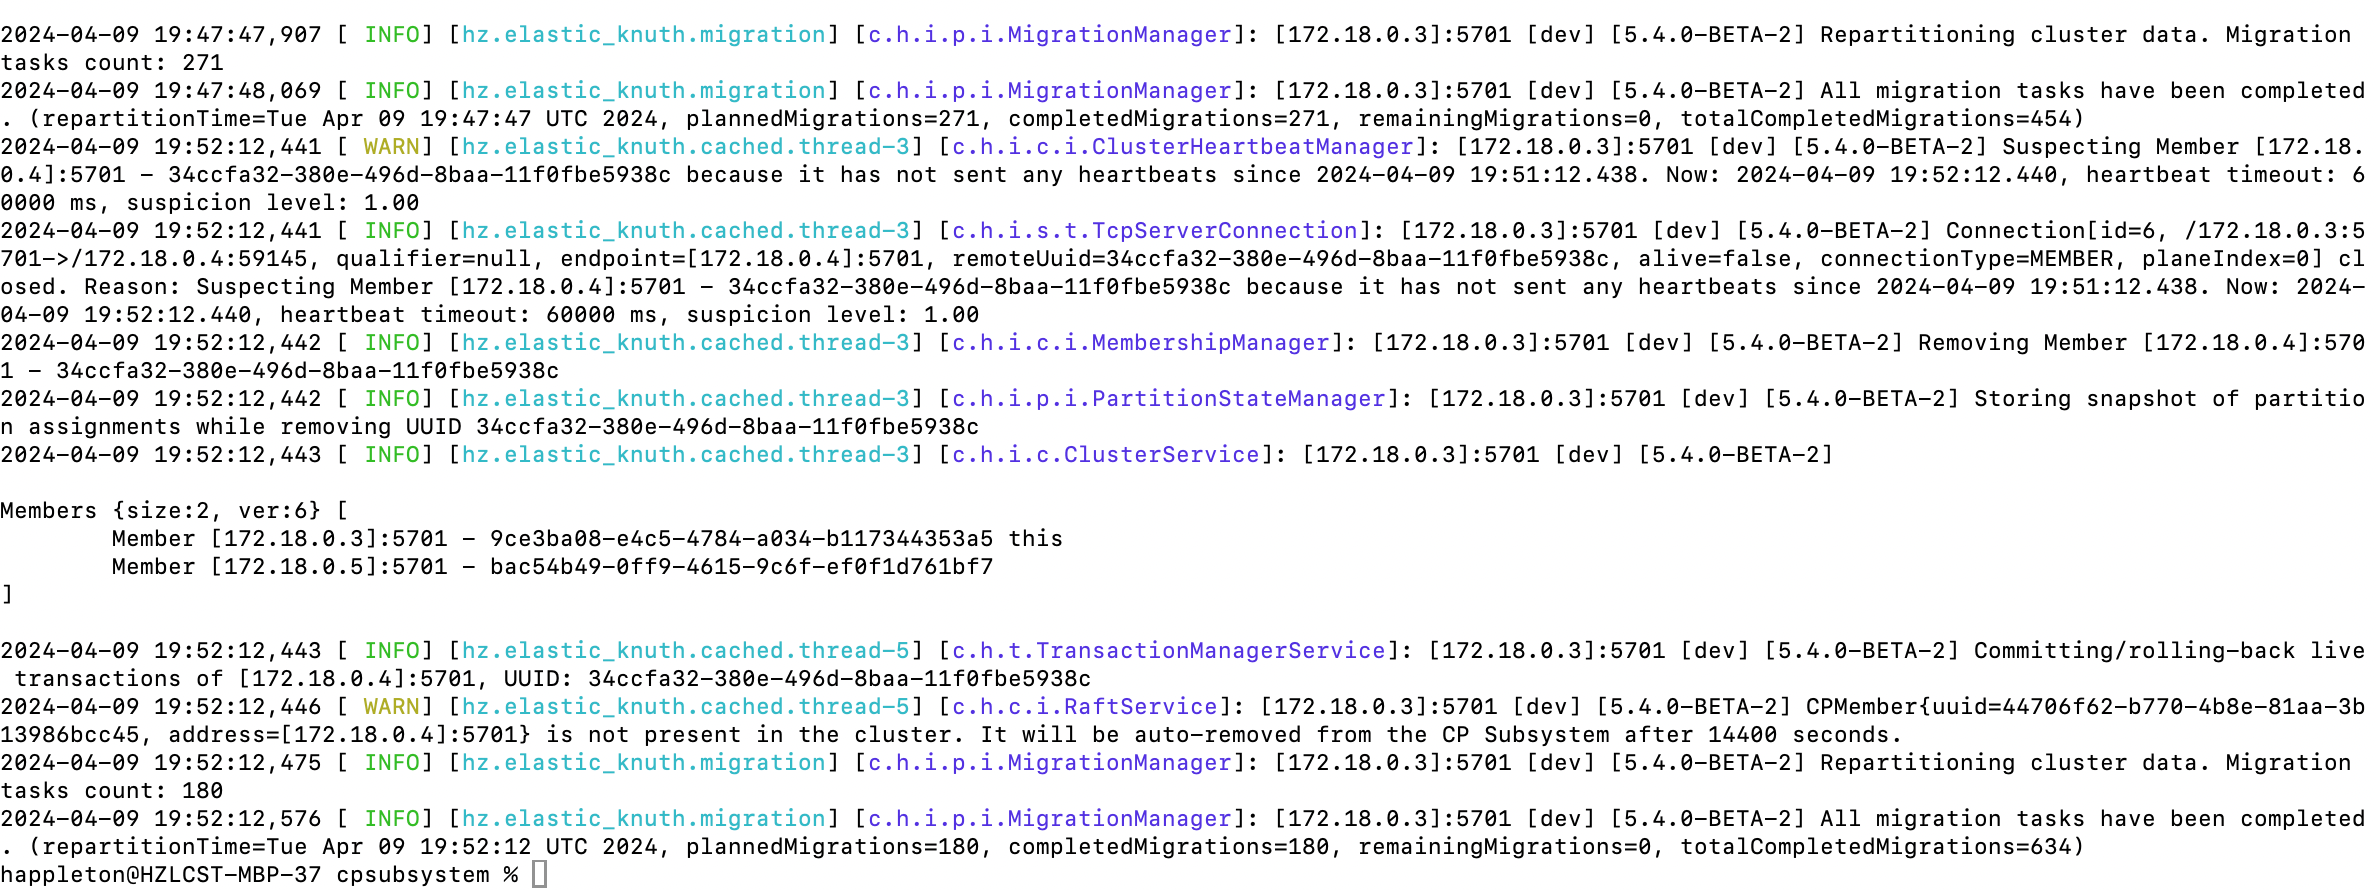 2024-04-09 19:47:47,907 [ INFO] [hz.elastic_knuth.migration] [c.h.i.p.i.MigrationManager]: [172.18.0.3]:5701 [dev] [5.4.0-BETA-2] Repartitioning cluster data. Migration
tasks count: 271
2024-04-09 19:47:48,069 [ INFO] [hz.elastic_knuth.migration] [c.h.i.p.i.MigrationManager]: [172.18.0.3]:5701 [dev] [5.4.0-BETA-2] All migration tasks have been completed
. (repartitionTime=Tue Apr 09 19:47:47 UTC 2024, plannedMigrations=271, completedMigrations=271, remainingMigrations=0, totalCompletedMigrations=454)
2024-04-09 19:52:12,441 [ WARN] [hz.elastic_knuth.cached.thread-3] [c.h.i.c.i.ClusterHeartbeatManager]: [172.18.0.3]:5701 [dev] [5.4.0-BETA-2] Suspecting Member [172.18.
0.4]:5701 - 34ccfa32-380e-496d-8baa-11f0fbe5938c because it has not sent any heartbeats since 2024-04-09 19:51:12.438. Now: 2024-04-09 19:52:12.440, heartbeat timeout: 6
0000 ms, suspicion level: 1.00
2024-04-09 19:52:12,441 [ INFO] [hz.elastic_knuth.cached.thread-3] [c.h.i.s.t.TcpServerConnection]: [172.18.0.3]:5701 [dev] [5.4.0-BETA-2] Connection[id=6, /172.18.0.3:5
701->/172.18.0.4:59145, qualifier=null, endpoint=[172.18.0.4]:5701, remoteUuid=34ccfa32-380e-496d-8baa-11f0fbe5938c, alive=false, connectionType=MEMBER, planeIndex=0] cl
osed. Reason: Suspecting Member [172.18.0.4]:5701 - 34ccfa32-380e-496d-8baa-11f0fbe5938c because it has not sent any heartbeats since 2024-04-09 19:51:12.438. Now: 2024-
04-09 19:52:12.440, heartbeat timeout: 60000 ms, suspicion level: 1.00
2024-04-09 19:52:12,442 [ INFO] [hz.elastic_knuth.cached.thread-3] [c.h.i.c.i.MembershipManager]: [172.18.0.3]:5701 [dev] [5.4.0-BETA-2] Removing Member [172.18.0.4]:570
1 - 34ccfa32-380e-496d-8baa-11f0fbe5938c
2024-04-09 19:52:12,442 [ INFO] [hz.elastic_knuth.cached.thread-3] [c.h.i.p.i.PartitionStateManager]: [172.18.0.3]:5701 [dev] [5.4.0-BETA-2] Storing snapshot of partitio
n assignments while removing UUID 34ccfa32-380e-496d-8baa-11f0fbe5938c
2024-04-09 19:52:12,443 [ INFO] [hz.elastic_knuth.cached.thread-3] [c.h.i.c.ClusterService]: [172.18.0.3]:5701 [dev] [5.4.0-BETA-2]
Members {size:2, ver:6} [
Member [172.18.0.3]:5701 - 9ce3ba08-e4c5-4784-a034-b117344353a5 this
Member [172.18.0.5]:5701 - bac54b49-0ff9-4615-9c6f-ef0f1d761bf7
]
2024-04-09 19:52:12,443 [ INFO] [hz.elastic_knuth.cached.thread-5] [c.h.t.TransactionManagerService]: [172.18.0.3]:5701 [dev] [5.4.0-BETA-2] Committing/rolling-back live
transactions of [172.18.0.4]:5701, UUID: 34ccfa32-380e-496d-8baa-11f0fbe5938c
2024-04-09 19:52:12,446 [ WARN] [hz.elastic_knuth.cached.thread-5] [c.h.c.i.RaftService]: [172.18.0.3]:5701 [dev] [5.4.0-BETA-2] CPMember{uuid=44706f62-b770-4b8e-81aa-3b
13986bcc45, address=[172.18.0.4]:5701} is not present in the cluster. It will be auto-removed from the CP Subsystem after 14400 seconds.
2024-04-09 19:52:12,475 [ INFO] [hz.elastic_knuth.migration] [c.h.i.p.i.MigrationManager]: [172.18.0.3]:5701 [dev] [5.4.0-BETA-2] Repartitioning cluster data. Migration
tasks count: 180
2024-04-09 19:52:12,576 [ INFO] [hz.elastic_knuth.migration] [c.h.i.p.i.MigrationManager]: [172.18.0.3]:5701 [dev] [5.4.0-BETA-2] All migration tasks have been completed
. (repartitionTime=Tue Apr 09 19:52:12 UTC 2024, plannedMigrations=180, completedMigrations=180, remainingMigrations=0, totalCompletedMigrations=634)
happleton@HZLCST-MBP-37 cpsubsystem %